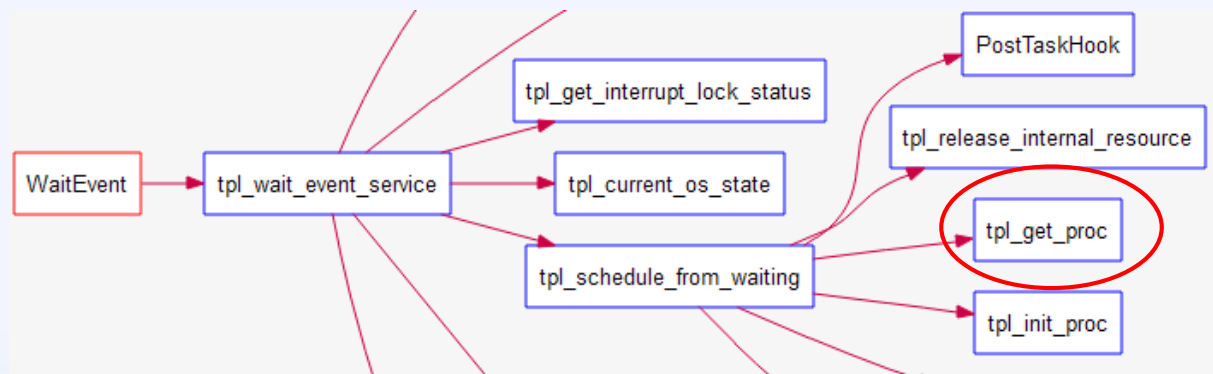 PostTaskHook
tpl_get_interrupt_lock_status
tpl_release_internal_resource
WaitEvent
tpl_wait_event_service
tpl_current_os_state
tpl_get_proc
tpl_schedule_from_waiting
tpl_init_proc